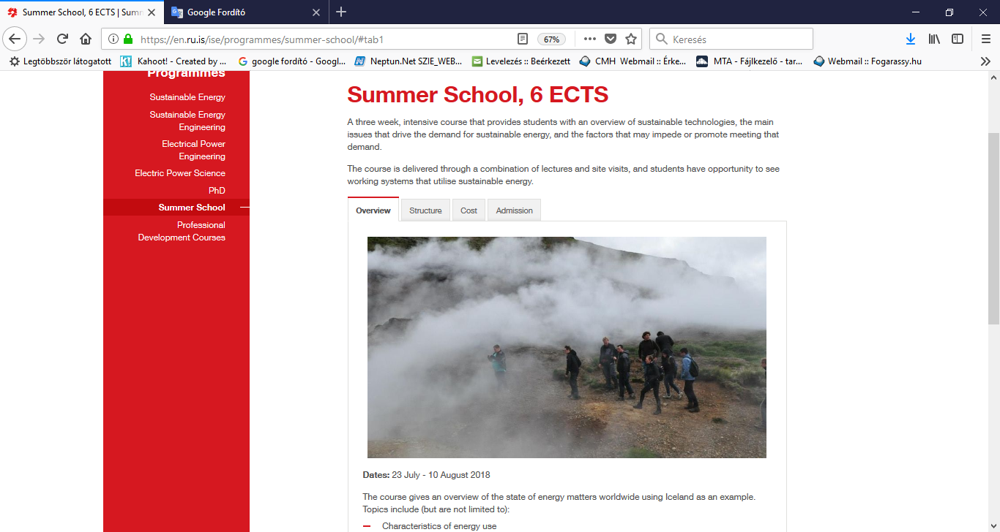 Summer School, 6 ECTS | Summ
Google Fordító
https://en.ru.is/ise/programmes/summer-school/#tab1
67%
Keresés
Legtöbbször látogatott
Kahoot! - Created by ...
google fordító - Googl...
Neptun.Net SZIE_WEB...
Levelezés :: Beérkezett
CMH Webmail :: Érke...
MTA - Fájlkezelő - tar...
Webmail :: Fogarassy.hu
Programmes
Sustainable Energy
Sustainable Energy
Engineering
Electrical Power
Engineering
Electric Power Science
PhD
Summer School
Professional
Development Courses
Summer School, 6 ECTS
A three week, intensive course that provides students with an overview of sustainable technologies, the main
issues that drive the demand for sustainable energy, and the factors that may impede or promote meeting that
demand.
The course is delivered through a combination of lectures and site visits, and students have opportunity to see
working systems that utilise sustainable energy.
Overview
Structure
Cost
Admission
Dates: 23 July - 10 August 2018
The course gives an overview of the state of energy matters worldwide using Iceland as an example.
Topics include (but are not limited to):
Characteristics of energy use